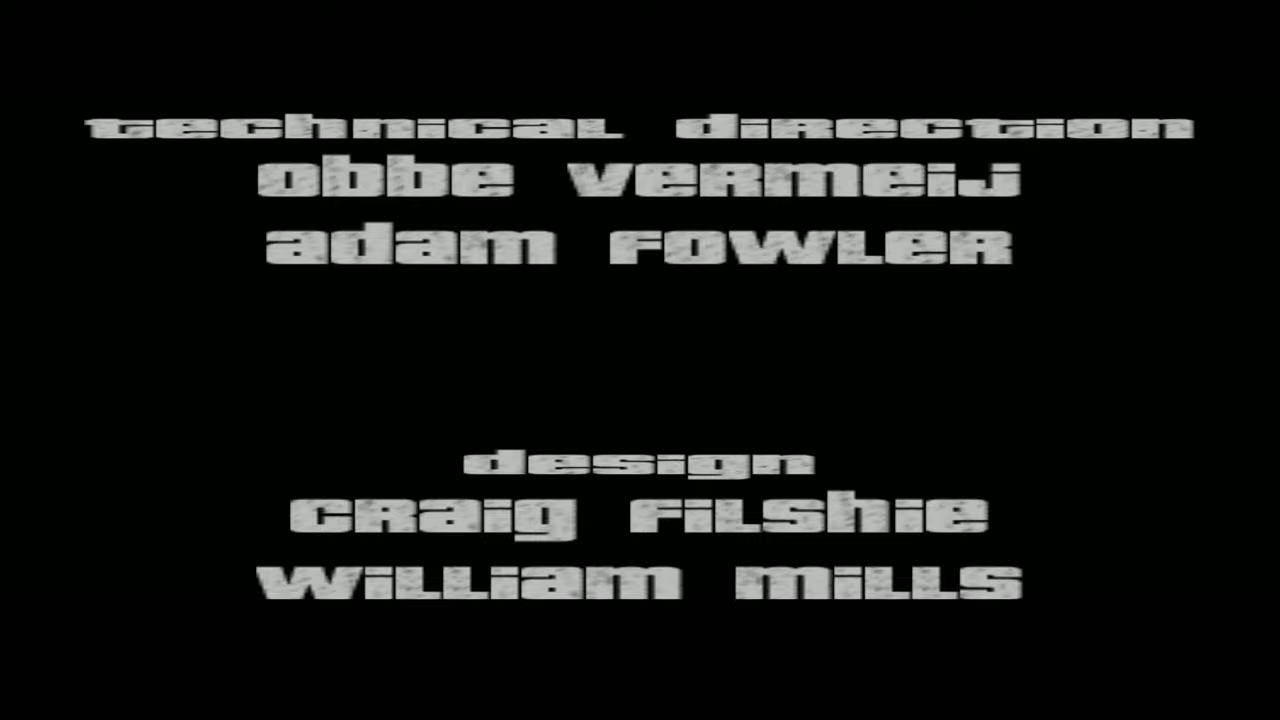 technical direction
obbe vermeij
adam fowler
design
craig filshie
william mills